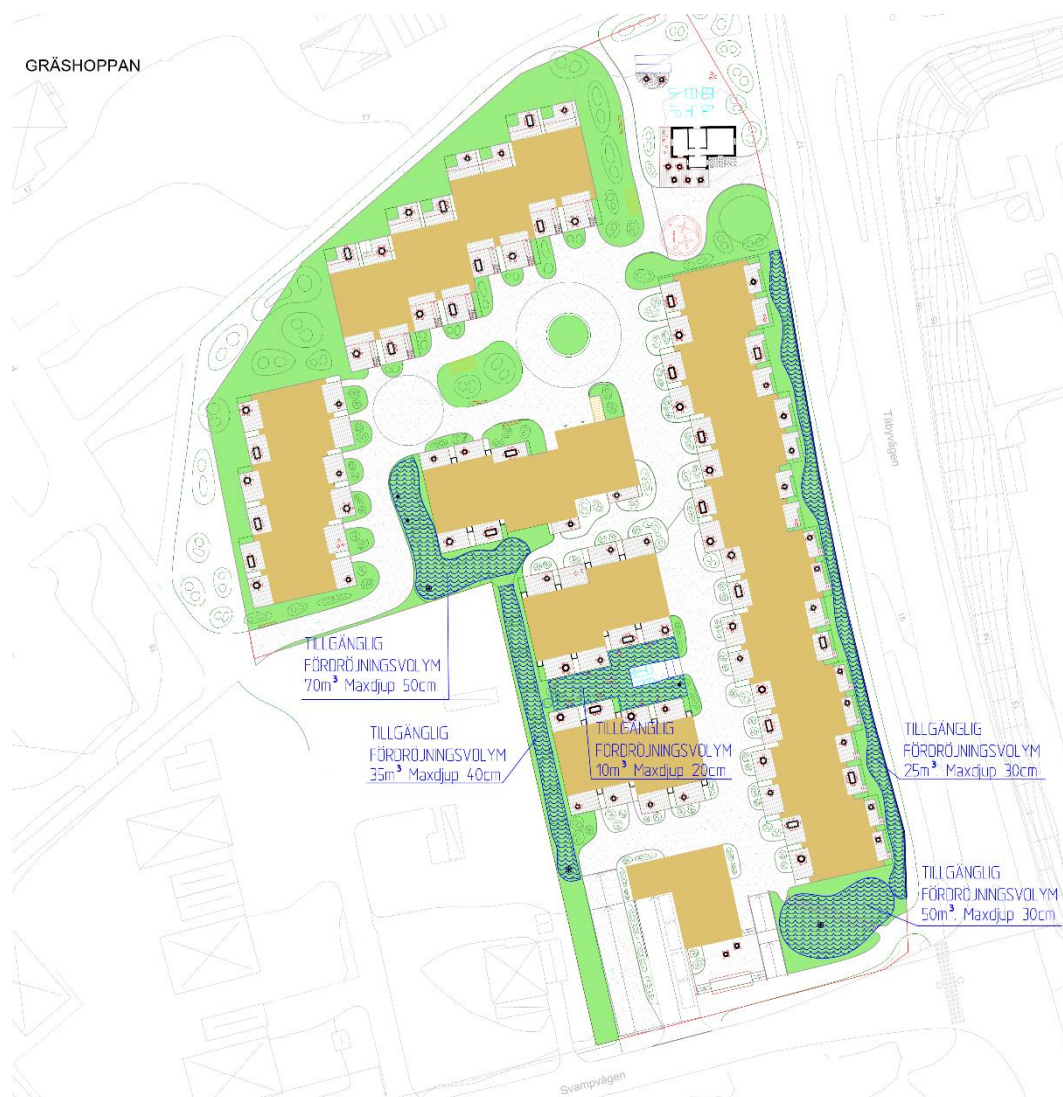 GRÄSHOPPAN
Täbyvägen
TILLGÄNGLIG
FÖRDRÖJNINGSVOLYM
70m³ Maxdjup 50cm
TILLGÄNGLIG
FÖRDRÖJNINGSVOLYM
35m³ Maxdjup 40cm
TILLGÄNGLIG
FÖRDRÖJNINGSVOLYM
10m³ Maxdjup 20cm
TILLGÄNGLIG
FÖRDRÖJNINGSVOLYM
25m³. Maxdjup 30cm
TILLGÄNGLIG
FÖRDRÖJNINGSVOLYM
50m³. Maxdjup 30cm
Svampvägen